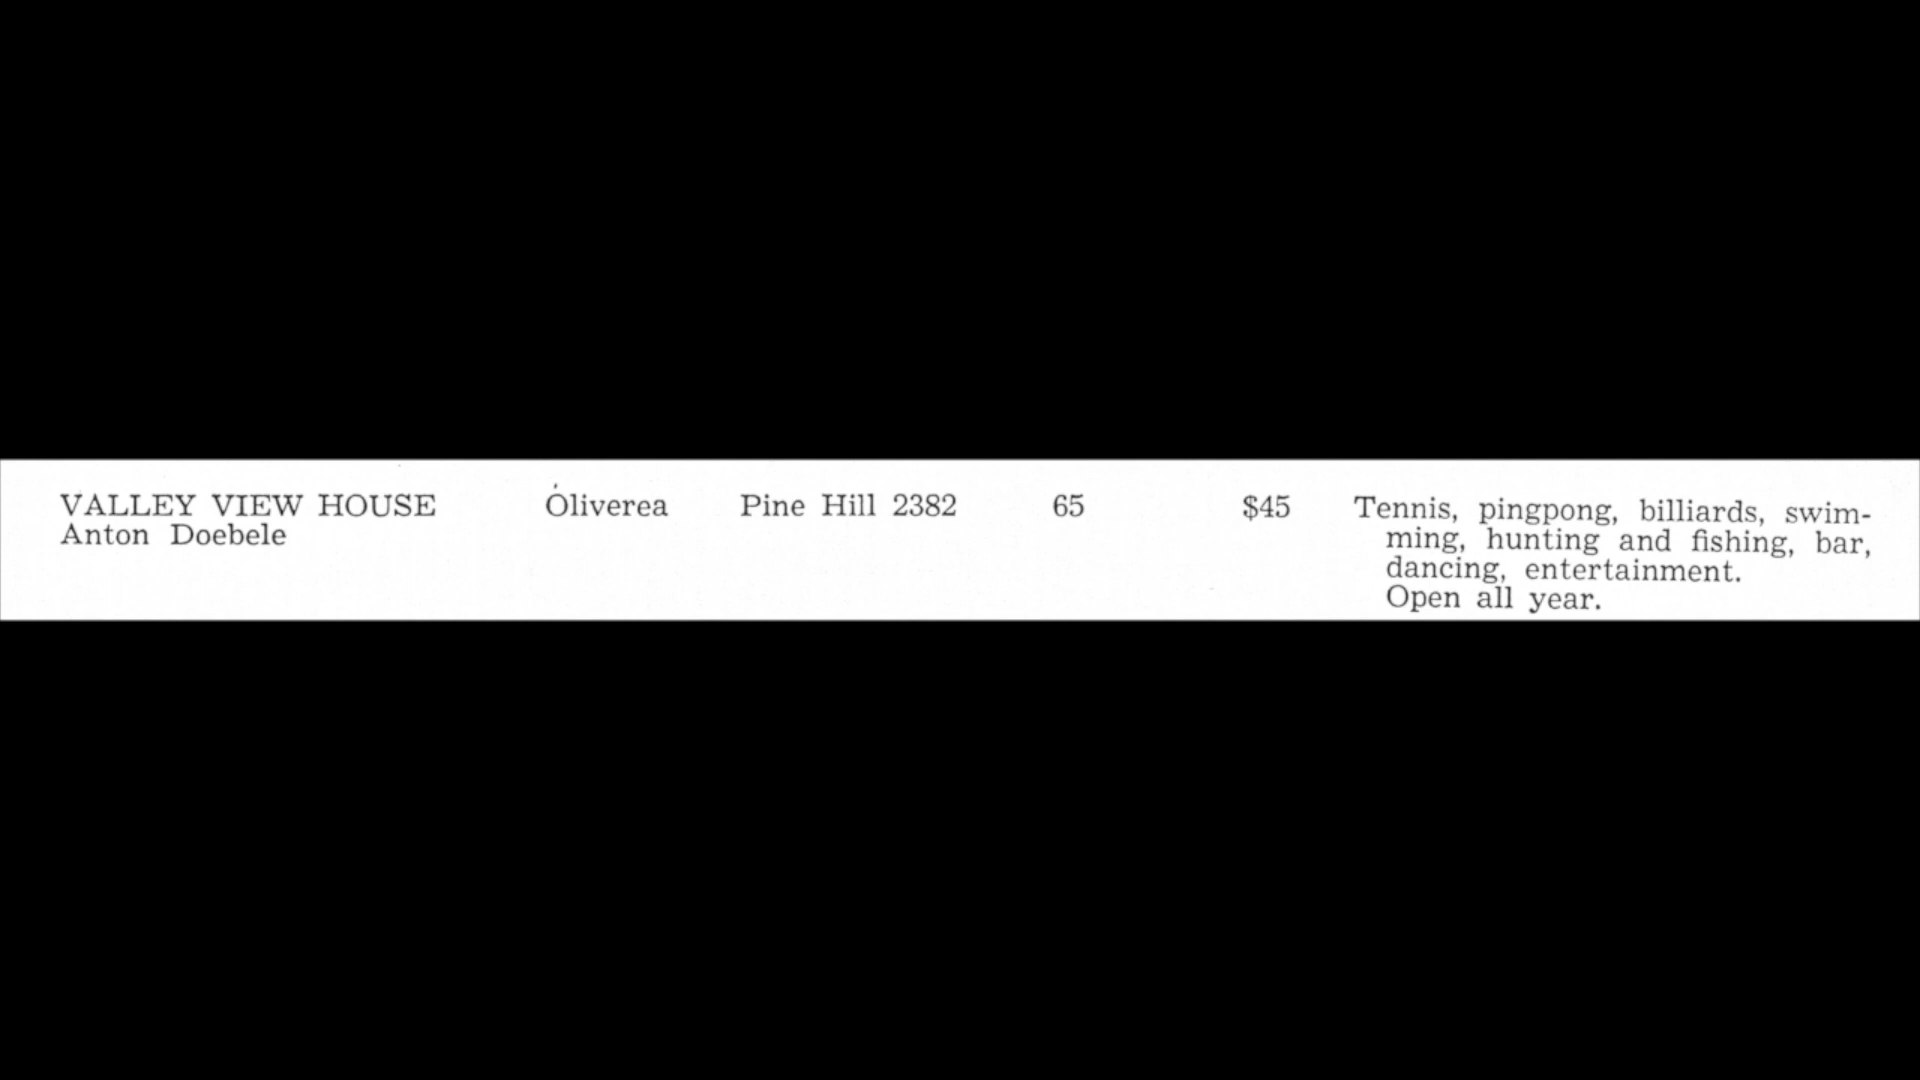 VALLEY VIEW HOUSE Oliverea Pine Hill 2382 65 $45 Tennis, pingpong, billiards, swim-
Anton Doebele ming, hunting and fishing, bar,
dancing, entertainment.
Open all year.